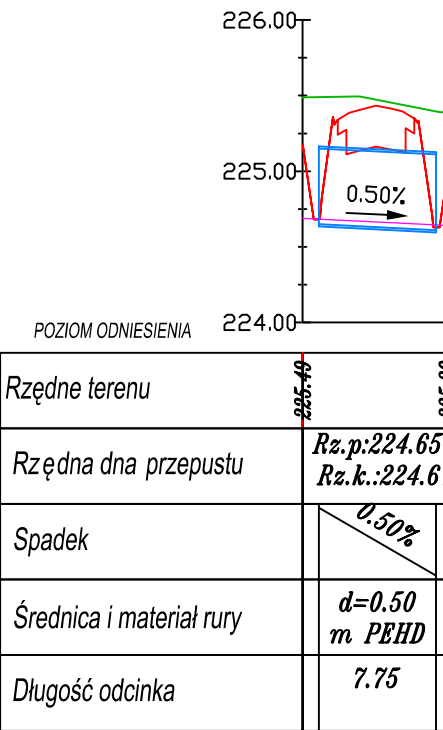 226.00
225.00
0.50%
224.00
POZIOM ODNIESIENIA
Rzędne terenu
225.49
Rzędna dna przepustu
Rz.p:224.65
Rz.k.:224.6
Spadek
0.50%
Średnica i materiał rury
d=0.50
m PEHD
Długość odcinka
7.75